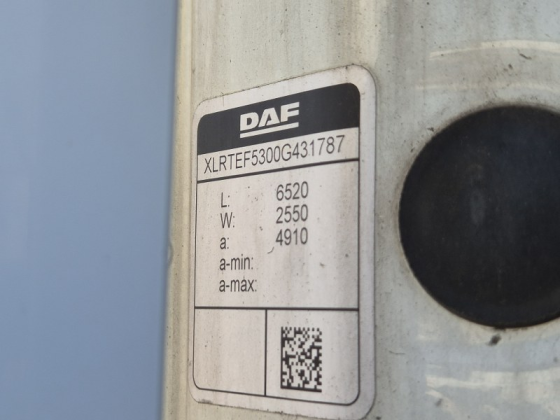 DAF
XLRTEF5300G431787
L: 6520
W: 2550
a: 4910
a-min:
a-max: